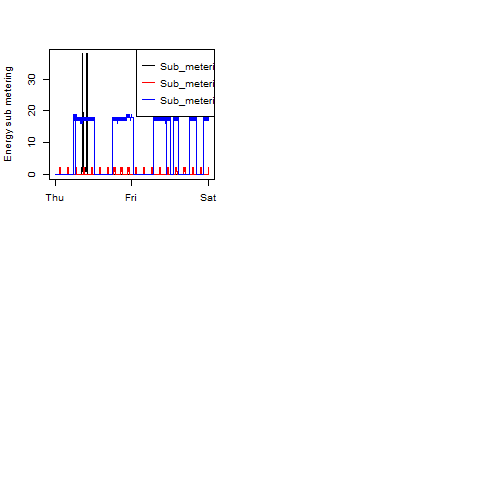 Energy sub metering
0
10
20
30
Thu
Fri
Sat
Sub_meteri
Sub_meteri
Sub_meteri